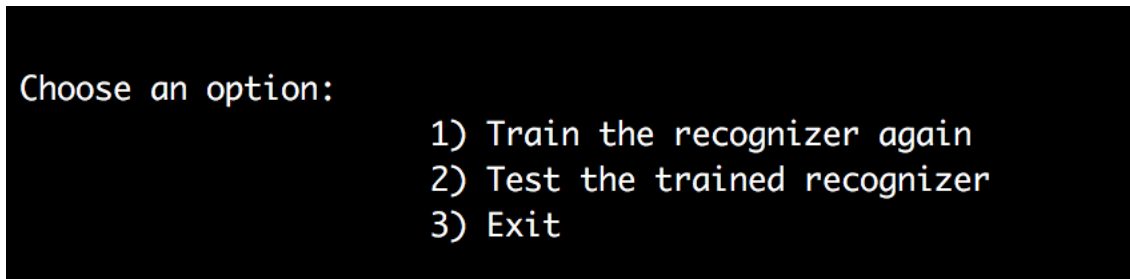 Choose an option:
1) Train the recognizer again
2) Test the trained recognizer
3) Exit